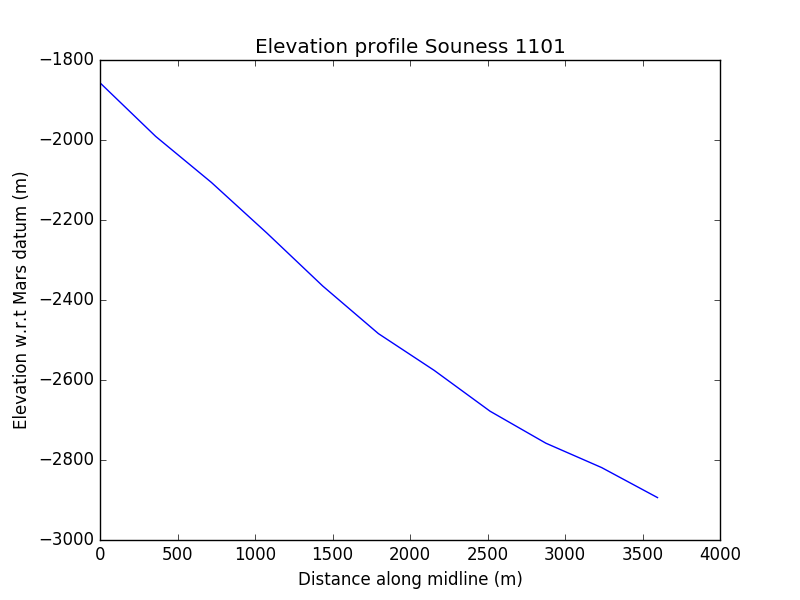 Elevation profile Souness 1101
−1800
−2000
−2200
−2400
−2600
−2800
−3000
Elevation w.r.t Mars datum (m)
0 500 1000 1500 2000 2500 3000 3500 4000
Distance along midline (m)